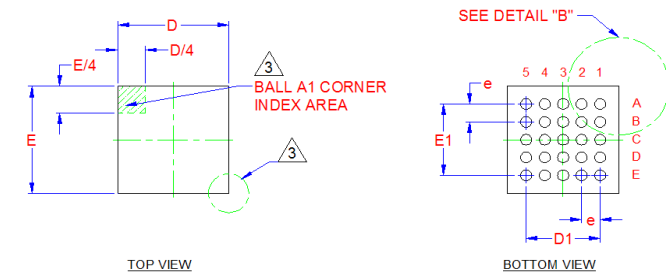 D
D/4
E/4
3
BALL A1 CORNER
INDEX AREA
E
3
TOP VIEW
SEE DETAIL "B"
5 4 3 2 1
e
A
B
E1
C
D
E
e
D1
BOTTOM VIEW